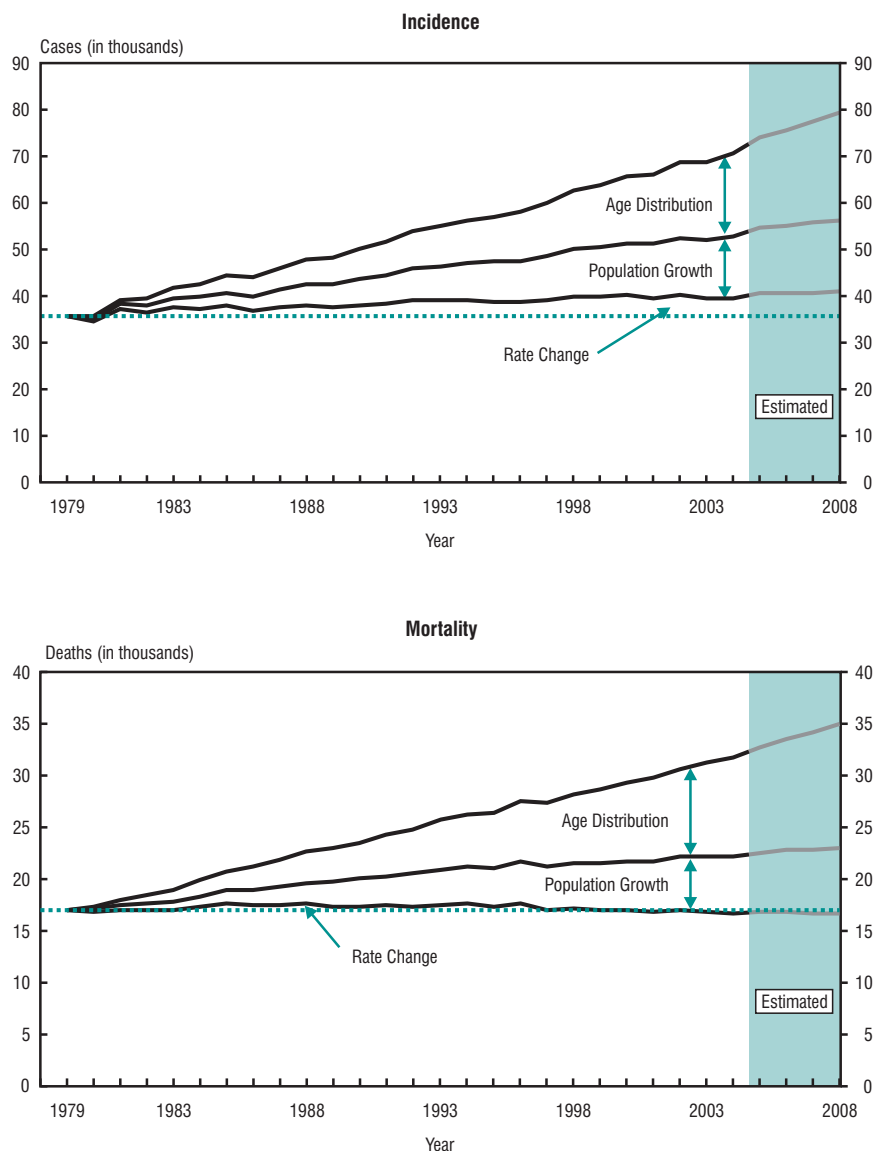 Incidence
Cases (in thousands)
90 90
80 80
70 70
Age Distribution
60 60
50 50
Population Growth
40 40
30 30
Rate Change
20 20
Estimated
10 10
0 0
1979 1983 1988 1993 1998 2003 2008
Year
Mortality
Deaths (in thousands)
40 40
35 35
30 30
Age Distribution
25 25
20 20
Population Growth
15 15
Rate Change
10 10
Estimated
5 5
0 0
1979 1983 1988 1993 1998 2003 2008
Year